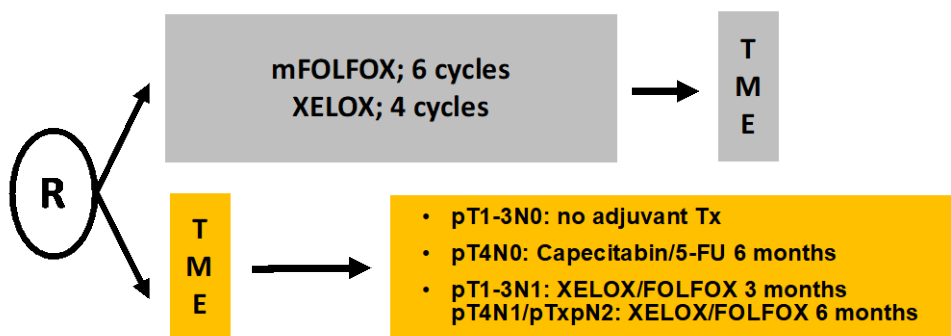 mFOLFOX; 6 cycles
XELOX; 4 cycles
T
M
E
R
T
M
E
• pT1-3N0: no adjuvant Tx
• pT4N0: Capecitabin/5-FU 6 months
• pT1-3N1: XELOX/FOLFOX 3 months
pT4N1/pTxpN2: XELOX/FOLFOX 6 months